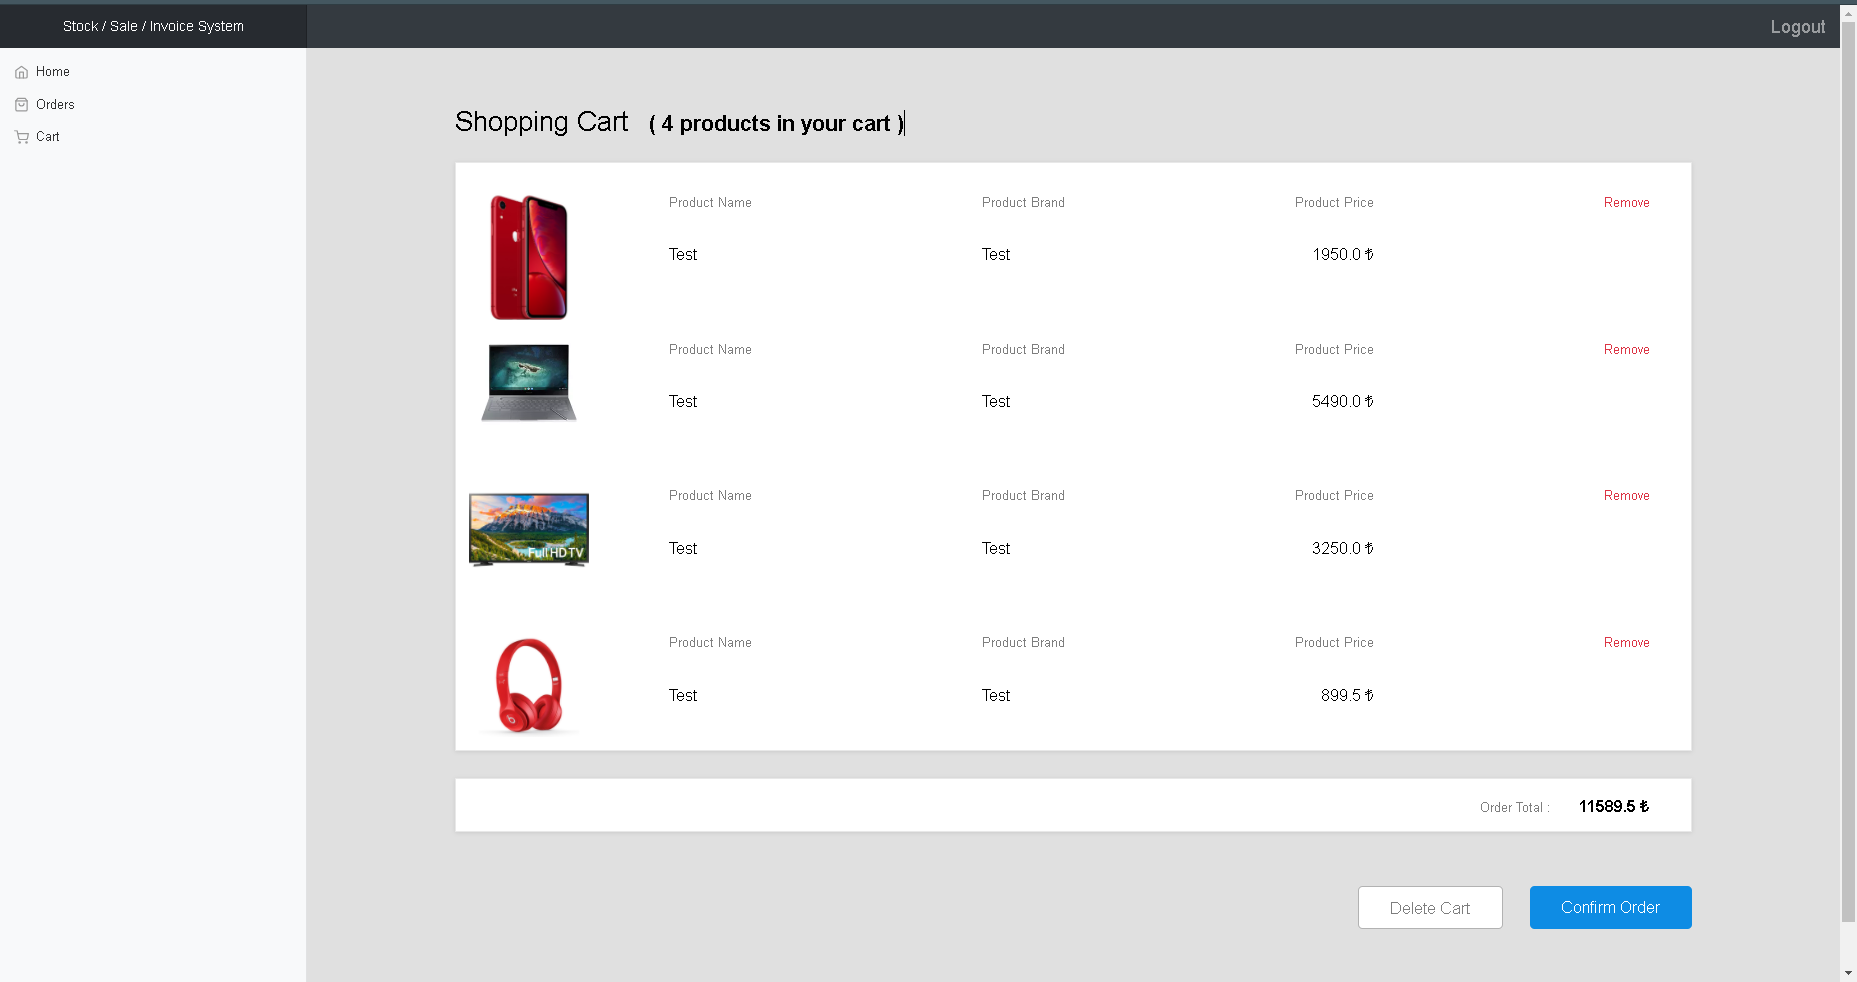 Stock / Sale / Invoice System
Logout
Home
Orders
Cart
Shopping Cart ( 4 products in your cart )
Product Name Product Brand Product Price Remove
Test Test 1950.0 ₺
Product Name Product Brand Product Price Remove
Test Test 5490.0 ₺
Product Name Product Brand Product Price Remove
Full HD TV
Test Test 3250.0 ₺
Product Name Product Brand Product Price Remove
Test Test 899.5 ₺
Order Total : 11589.5 ₺
Delete Cart Confirm Order